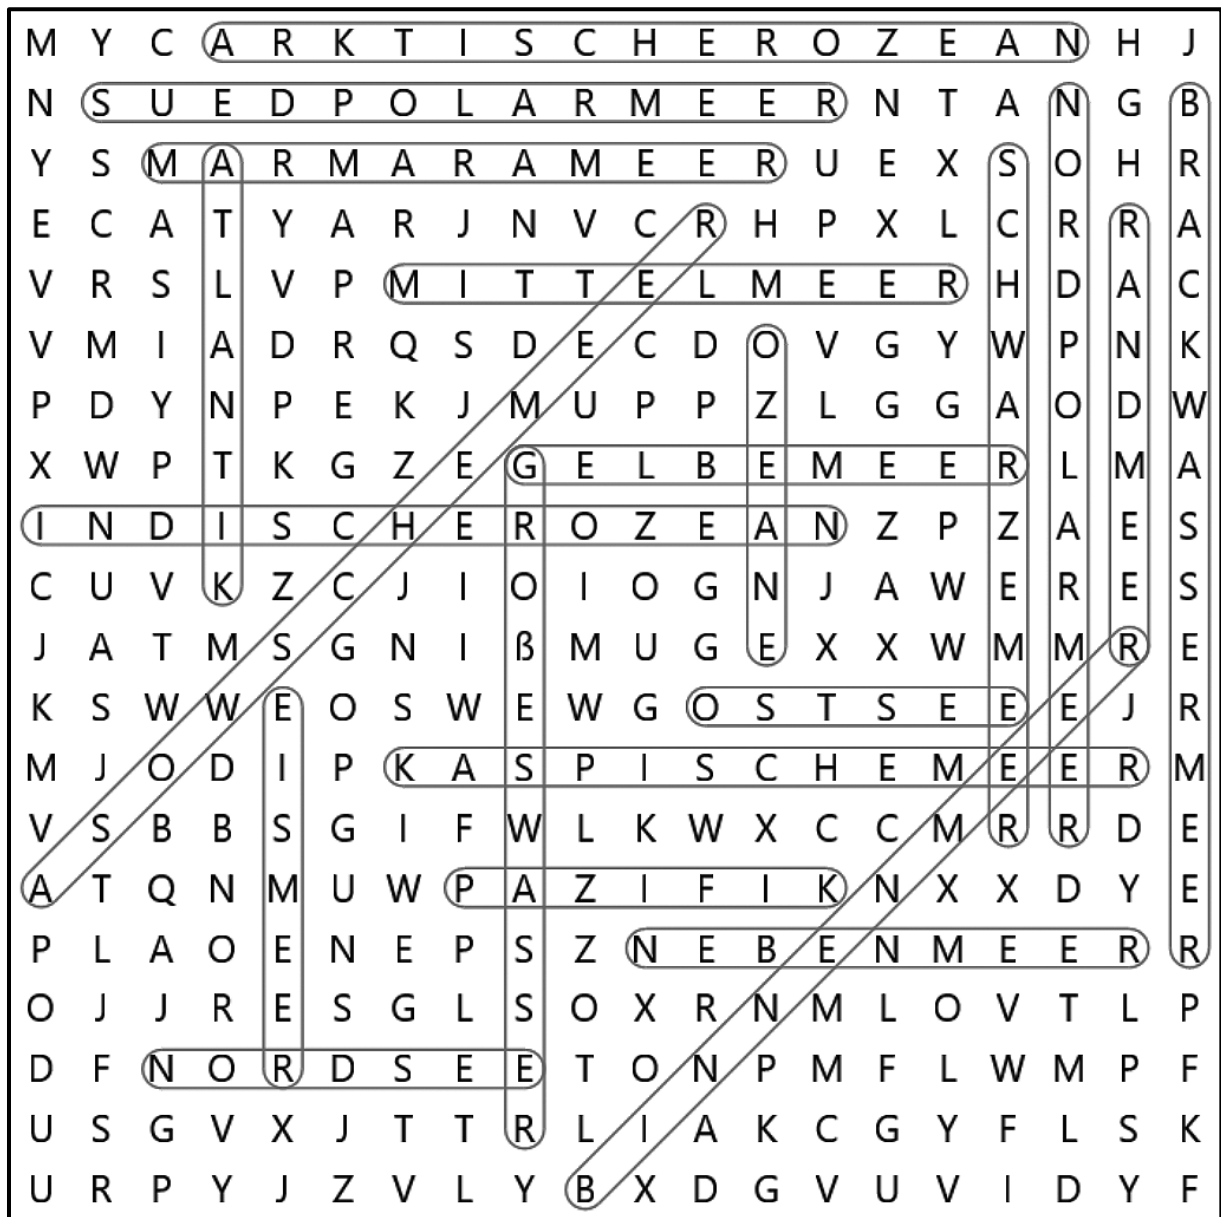 M Y C A R K T I S C H E R O Z E A N H J
N S U E D P O L A R M E E R N T A N G B
Y S M A R M A R A M E E R U E X S O H R
E C A T Y A R J N V C R H P X L C R R A
V R S L V P M I T T E L M E E R H D A C
V M I A D R Q S D E C D O V G Y W P N K
P D Y N P E K J M U P P Z L G G A O D W
X W P T K G Z E G E L B E M E E R L M A
I N D I S C H E R O Z E A N Z P Z A E S
C U V K Z C J I O I O G N J A W E R E S
J A T M S G N I ß M U G E X X W M M R E
K S W W E O S W E W G O S T S E E E J R
M J O D I P K A S P I S C H E M E E R M
V S B B S G I F W L K W X C C M R R D E
A T Q N M U W P A Z I F I K N X X D Y E
P L A O E N E P S Z N E B E N M E E R R
O J J R E S G L S O X R N M L O V T L P
D F N O R D S E E T O N P M F L W M P F
U S G V X J T T R L I A K C G Y F L S K
U R P Y J Z V L Y B X D G V U V I D Y F